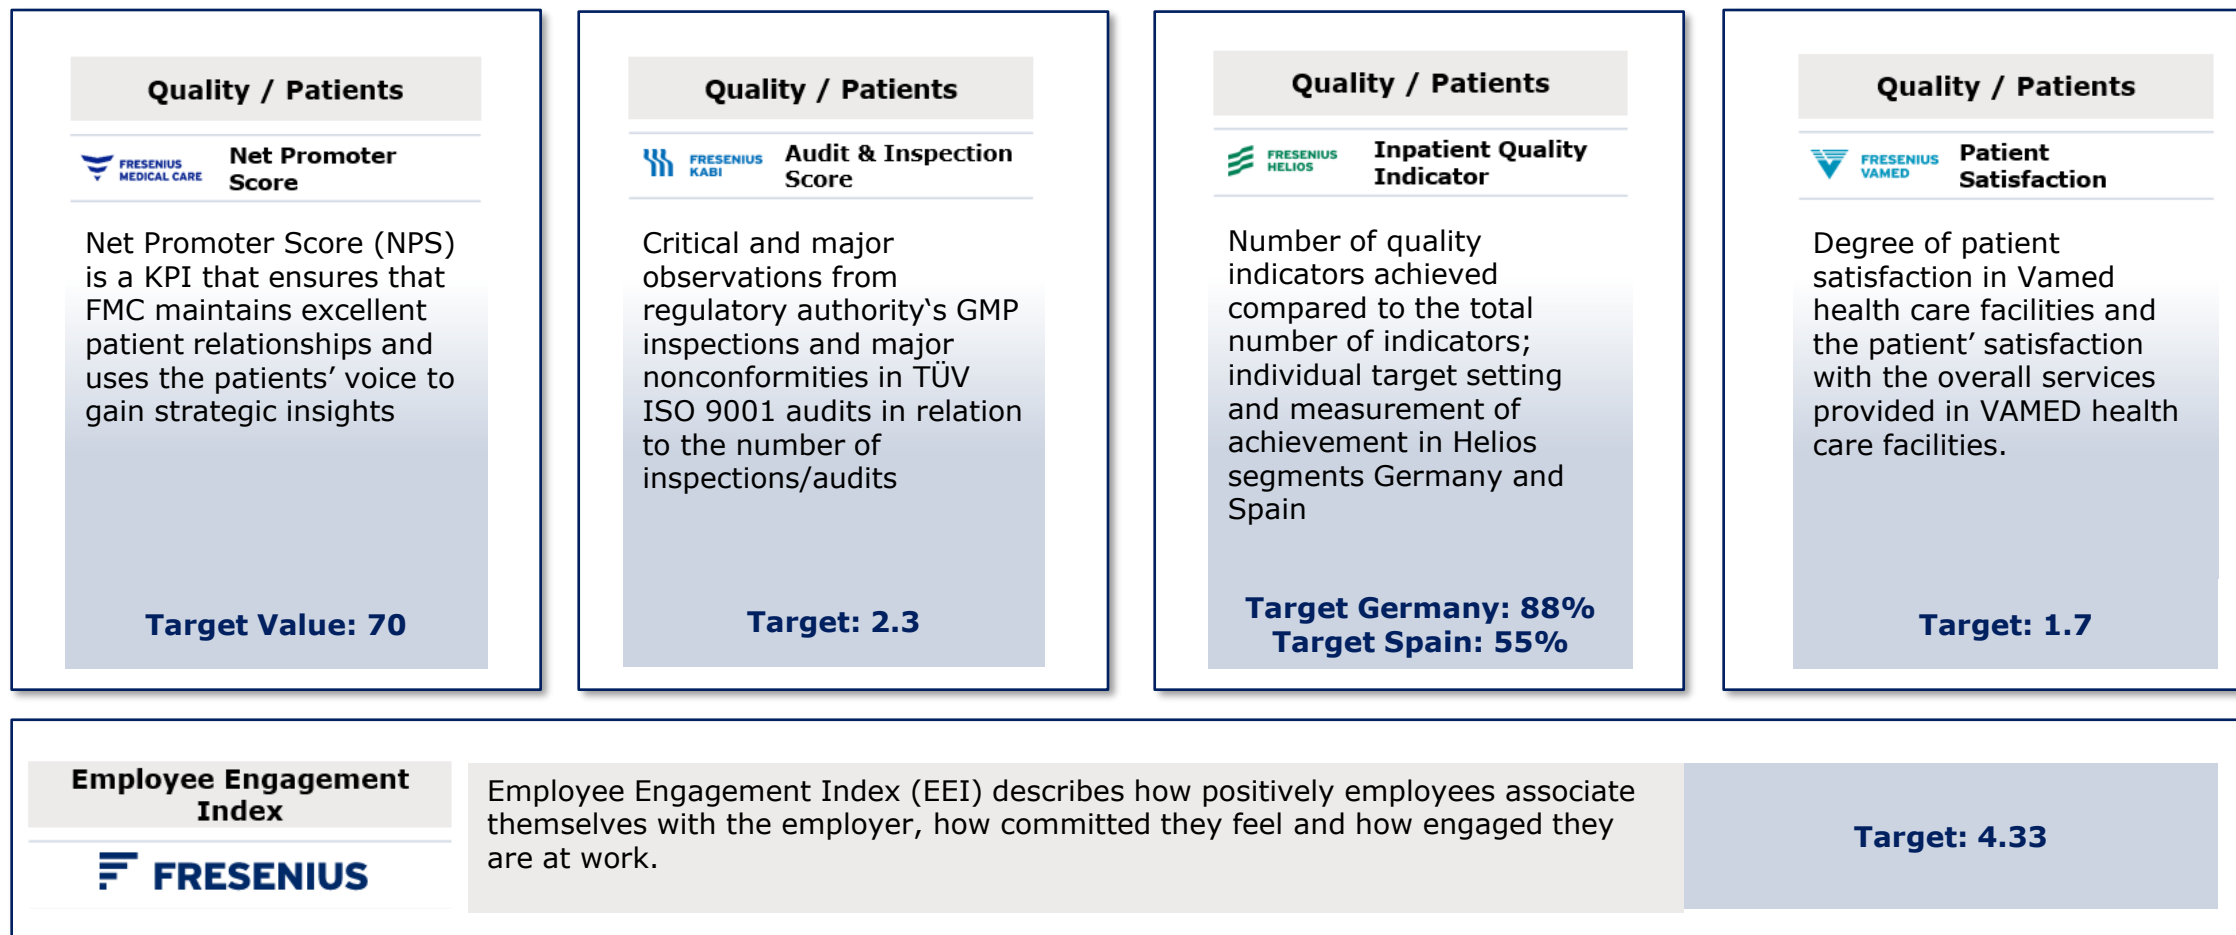 Quality / Patients
FRESENIUS
MEDICAL CARE
Net Promoter
Score
Net Promoter Score (NPS)
is a KPI that ensures that
FMC maintains excellent
patient relationships and
uses the patients’ voice to
gain strategic insights
Target Value: 70
Quality / Patients
FRESENIUS
KABI
Audit & Inspection
Score
Critical and major
observations from
regulatory authority‘s GMP
inspections and major
nonconformities in TÜV
ISO 9001 audits in relation
to the number of
inspections/audits
Target: 2.3
Quality / Patients
FRESENIUS
HELIOS
Inpatient Quality
Indicator
Number of quality
indicators achieved
compared to the total
number of indicators;
individual target setting
and measurement of
achievement in Helios
segments Germany and
Spain
Target Germany: 88%
Target Spain: 55%
Quality / Patients
FRESENIUS
VAMED
Patient
Satisfaction
Degree of patient
satisfaction in Vamed
health care facilities and
the patient’ satisfaction
with the overall services
provided in VAMED health
care facilities.
Target: 1.7
Employee Engagement
Index
FRESENIUS
Employee Engagement Index (EEI) describes how positively employees associate
themselves with the employer, how committed they feel and how engaged they
are at work.
Target: 4.33